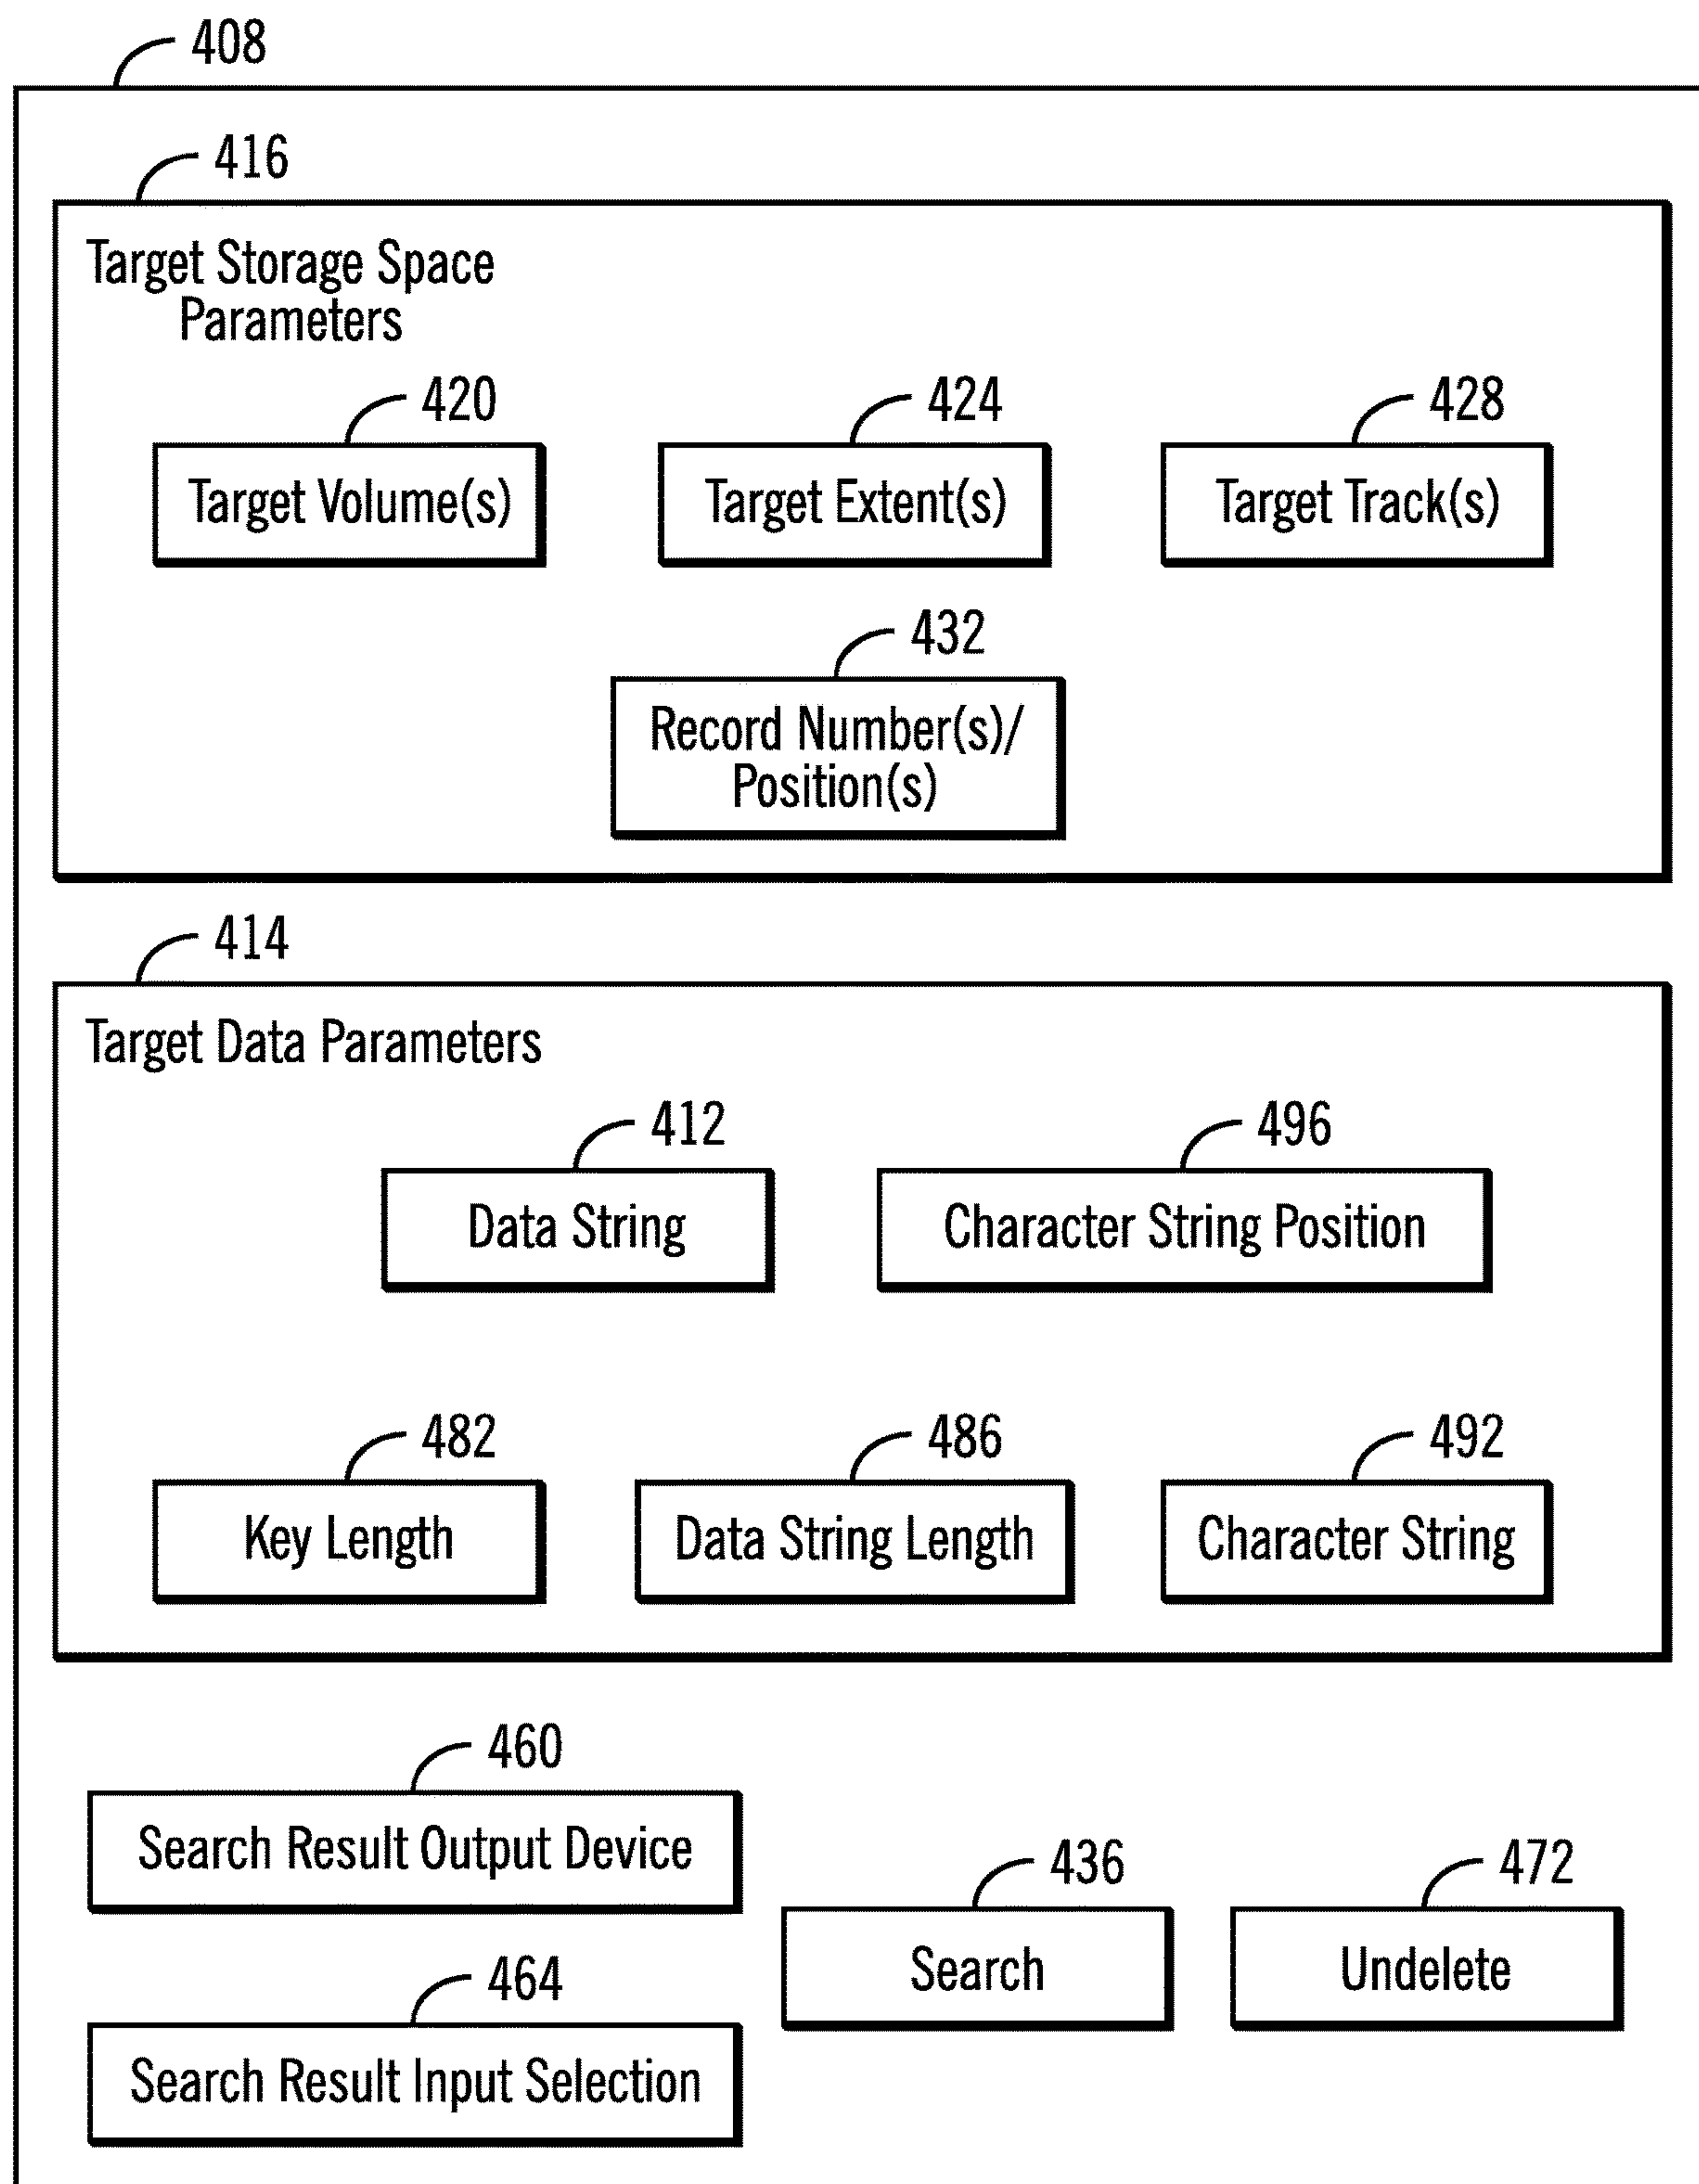 408
416
Target Storage Space
Parameters
420
424
428
Target Volume(s)
Target Extent(s)
Target Track(s)
432
Record Number(s)/
Position(s)
414
Target Data Parameters
412
496
Data String
Character String Position
482
486
492
Key Length
Data String Length
Character String
460
Search Result Output Device
436
472
Search
Undelete
464
Search Result Input Selection